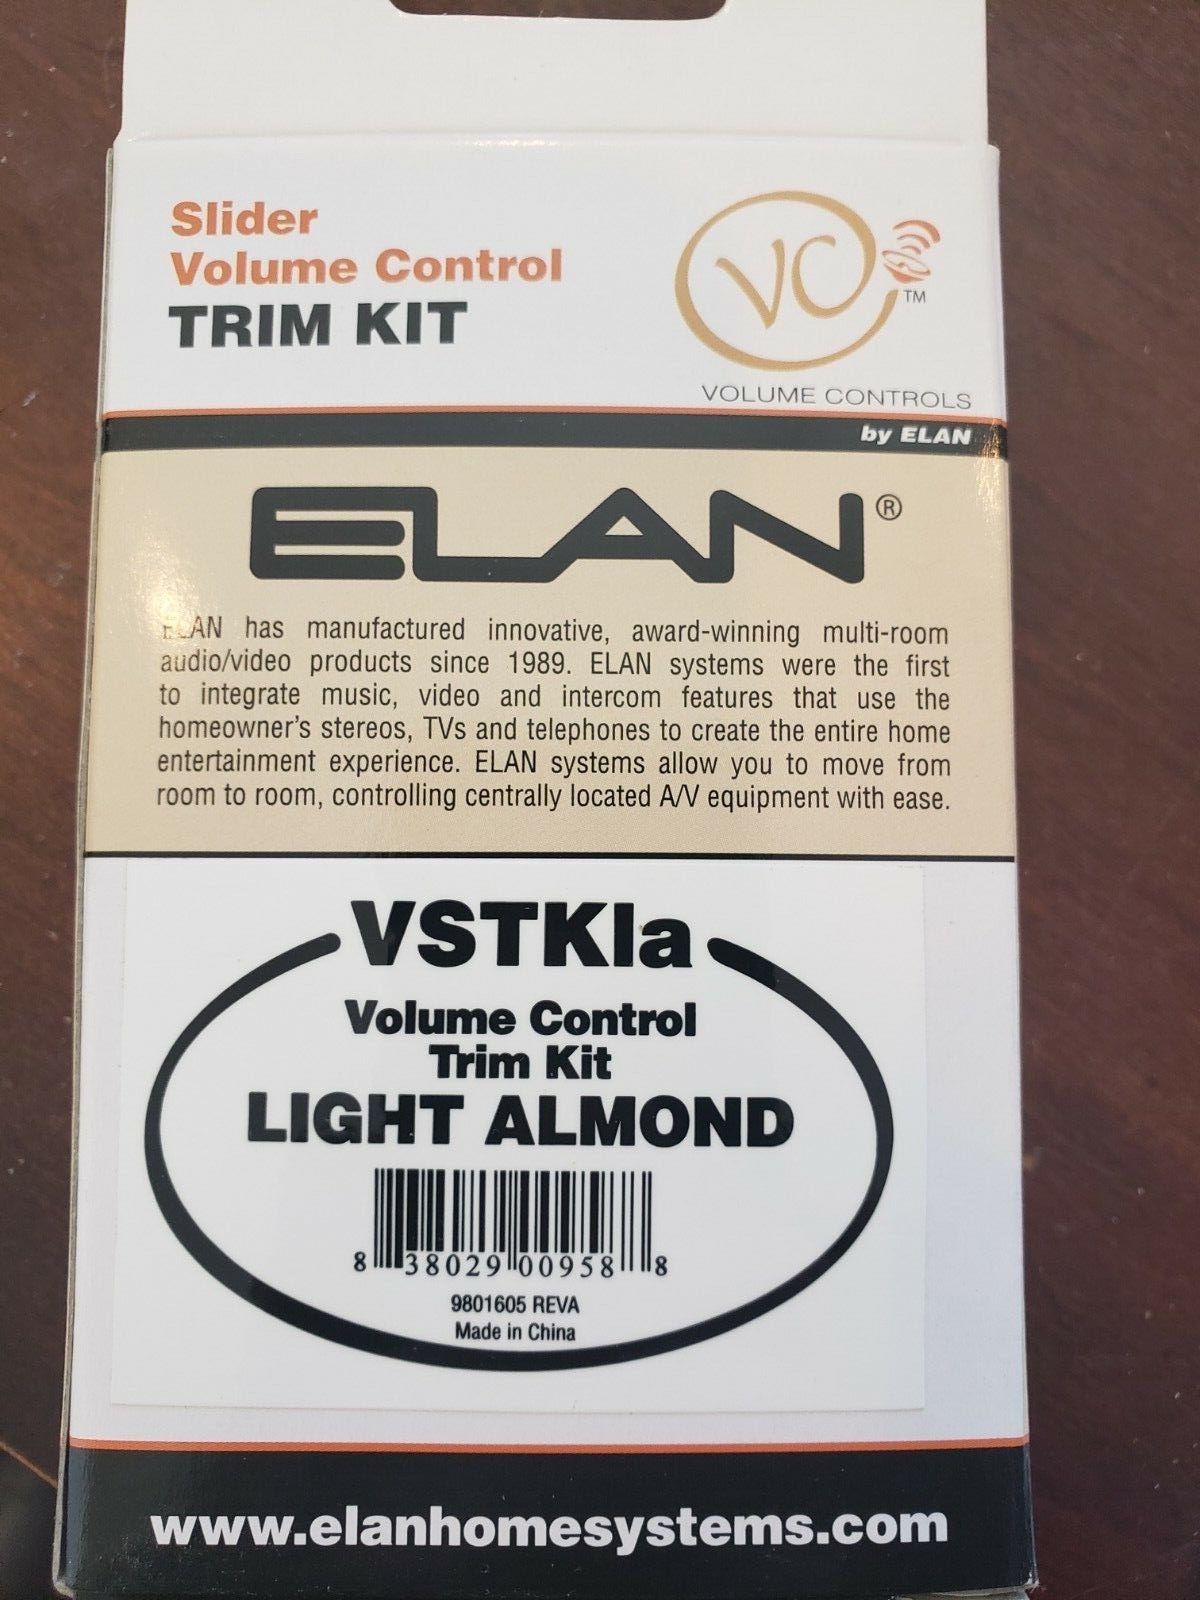 Slider
Volume Control
TRIM KIT
VC
TM
VOLUME CONTROLS
by ELAN
ELAN®
ELAN has manufactured innovative, award-winning multi-room
audio/video products since 1989. ELAN systems were the first
to integrate music, video and intercom features that use the
homeowner's stereos, TVs and telephones to create the entire home
entertainment experience. ELAN systems allow you to move from
room to room, controlling centrally located A/V equipment with ease.
VSTKla
Volume Control
Trim Kit
LIGHT ALMOND
8 38029 00958 8
9801605 REVA
Made in China
www.elanhomesystems.com